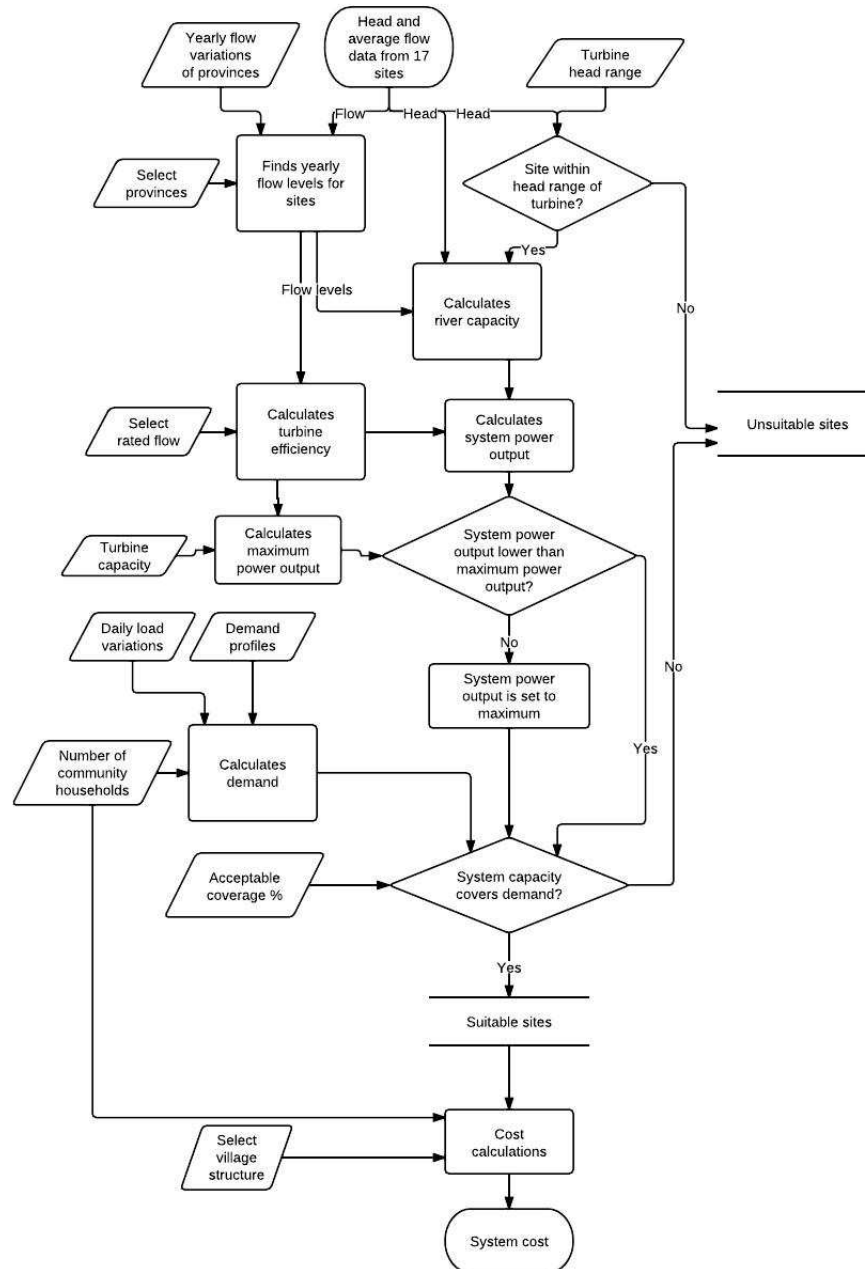 Yearly flow
variations
of provinces
Head and
average flow
data from 17
sites
Turbine
head range
Flow
Head
Head
Select
provinces
Finds yearly
flow levels for
sites
Site within
head range of
turbine?
Yes
No
Flow levels
Calculates
river capacity
Select
rated flow
Calculates
turbine
efficiency
Calculates
system power
output
Unsuitable sites
Turbine
capacity
Calculates
maximum
power output
System power
output lower than
maximum power
output?
Daily load
variations
Demand
profiles
No
No
System power
output is set to
maximum
Yes
Number of
community
households
Calculates
demand
Acceptable
coverage %
System capacity
covers demand?
Yes
Suitable sites
Select
village
structure
Cost
calculations
System cost